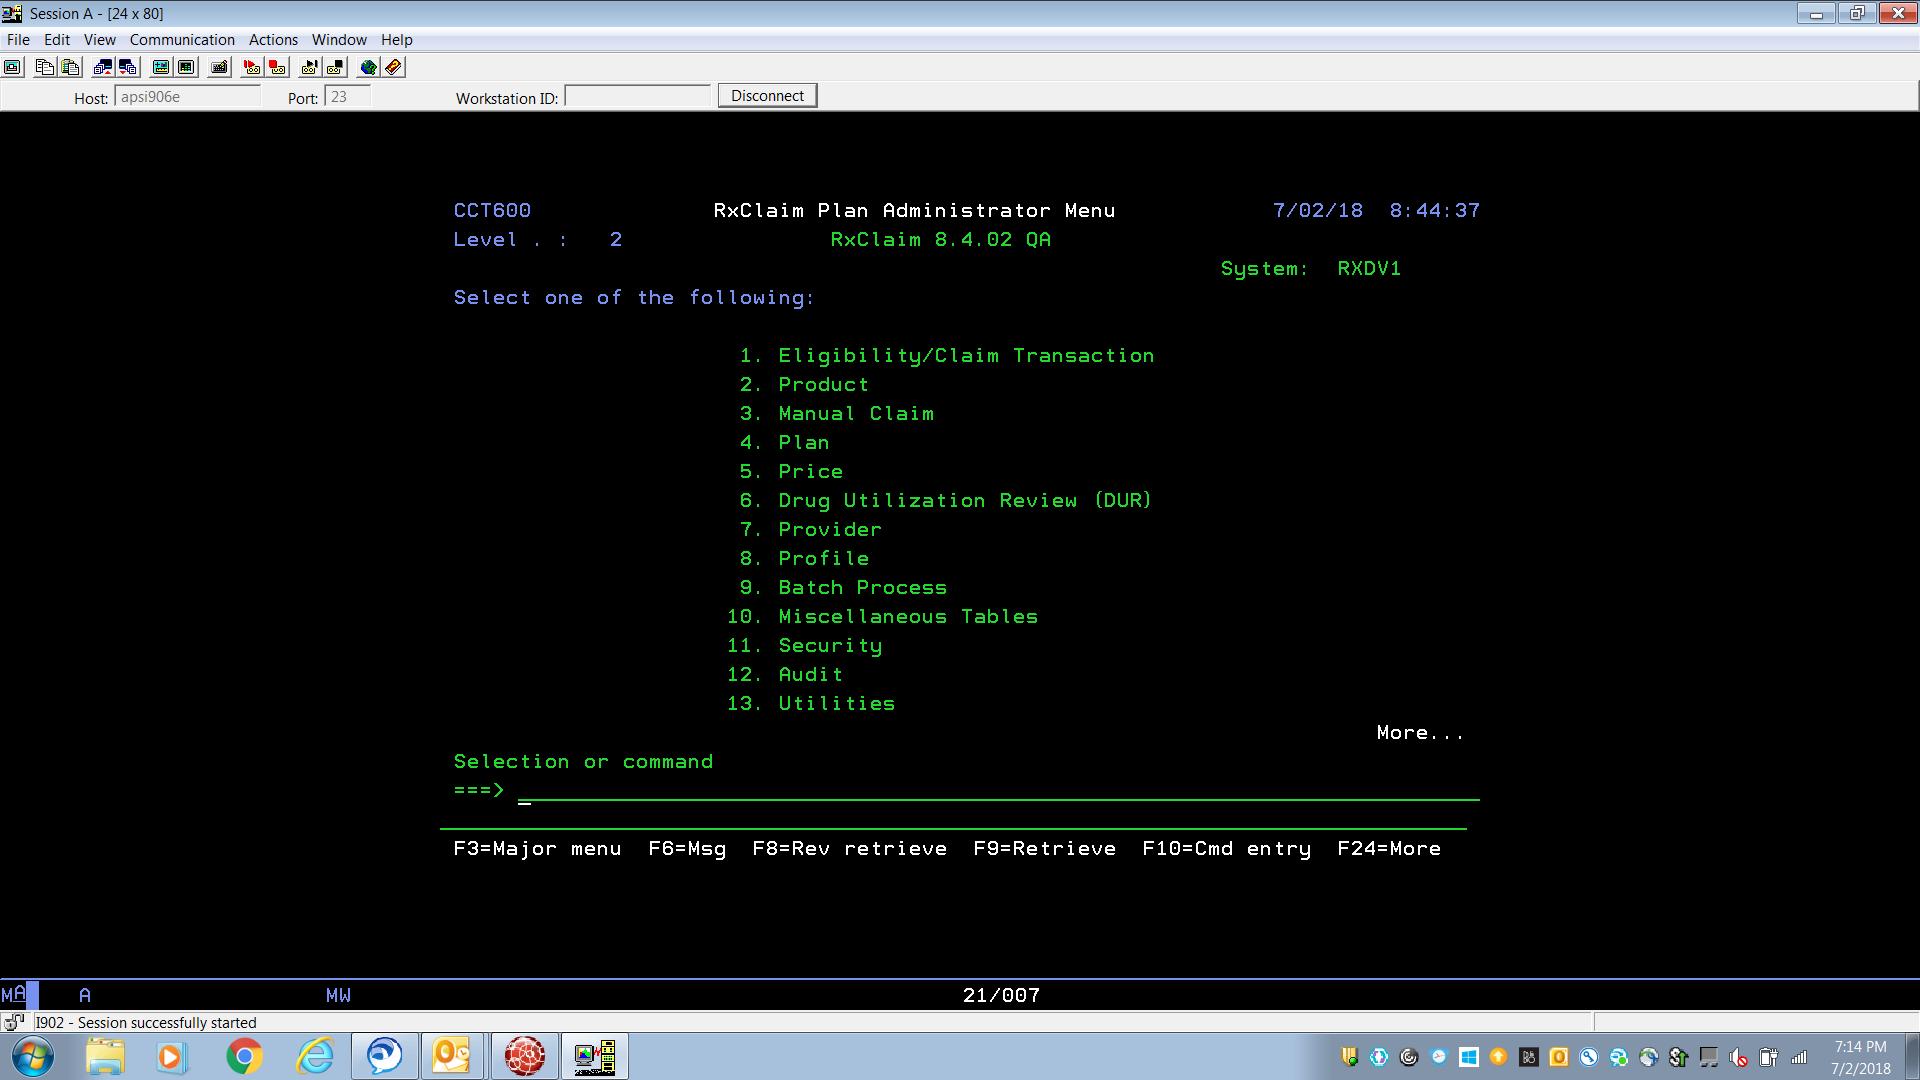 Session A - [24 x 80]
File Edit View Communication Actions Window Help
Host: apsi906e Port: 23 Workstation ID: Disconnect
CCT600 RxClaim Plan Administrator Menu 7/02/18 8:44:37
Level . : 2 RxClaim 8.4.02 QA
System: RXDV1
Select one of the following:
1. Eligibility/Claim Transaction
2. Product
3. Manual Claim
4. Plan
5. Price
6. Drug Utilization Review (DUR)
7. Provider
8. Profile
9. Batch Process
10. Miscellaneous Tables
11. Security
12. Audit
13. Utilities
More...
Selection or command
===>
F3=Major menu F6=Msg F8=Rev retrieve F9=Retrieve F10=Cmd entry F24=More
MA A MW 21/007
I902 - Session successfully started
7:14 PM
7/2/2018